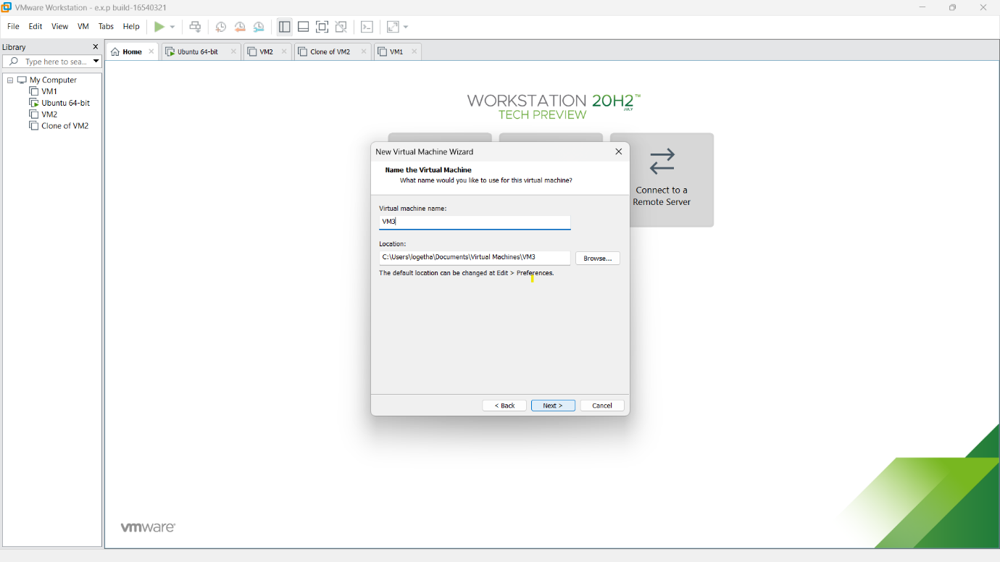 VMware Workstation - e.x.p build-16540321
File Edit View VM Tabs Help
Library
Type here to sea...
My Computer
VM1
Ubuntu 64-bit
VM2
Clone of VM2
Home Ubuntu 64-bit VM2 Clone of VM2 VM1
WORKSTATION 20H2™
JULY
TECH PREVIEW
Connect to a
Remote Server
New Virtual Machine Wizard
Name the Virtual Machine
What name would you like to use for this virtual machine?
Virtual machine name:
VM3
Location:
C:\Users\logetha\Documents\Virtual Machines\VM3
Browse...
The default location can be changed at Edit > Preferences.
< Back Next > Cancel
vmware